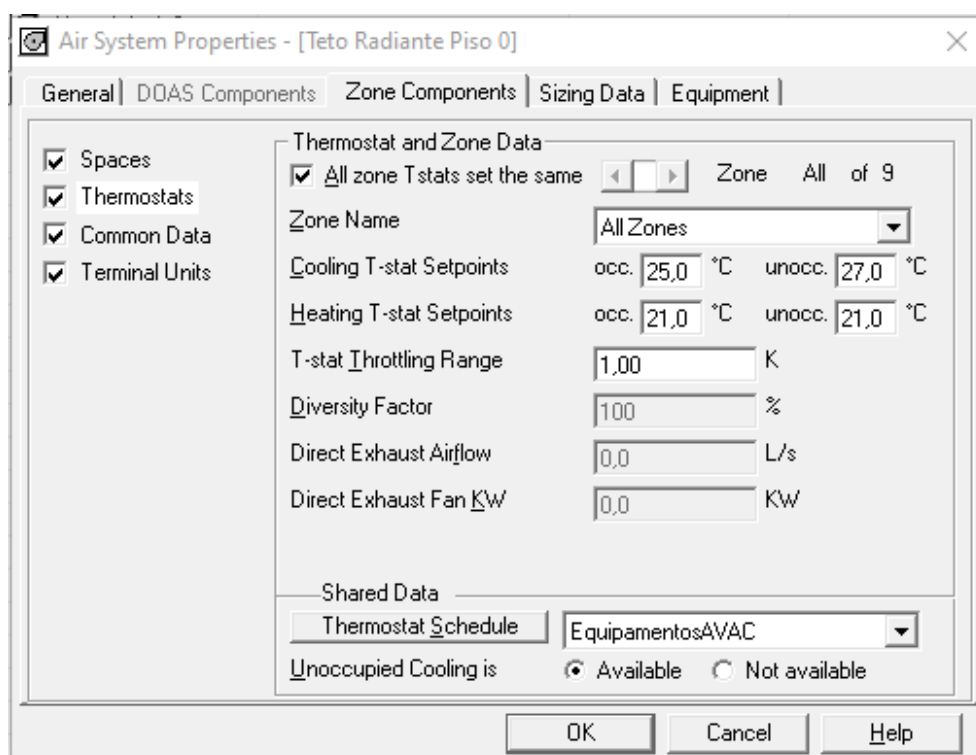 Air System Properties - [Teto Radiante Piso 0]
General DOAS Components Zone Components Sizing Data Equipment
Spaces
Thermostats
Common Data
Terminal Units
Thermostat and Zone Data
All zone Tstats set the same Zone All of 9
Zone Name All Zones
Cooling T-stat Setpoints occ. 25,0 °C unocc. 27,0 °C
Heating T-stat Setpoints occ. 21,0 °C unocc. 21,0 °C
T-stat Throttling Range 1,00 K
Diversity Factor 100 %
Direct Exhaust Airflow 0,0 L/s
Direct Exhaust Fan KW 0,0 KW
Shared Data
Thermostat Schedule EquipamentosAVAC
Unoccupied Cooling is Available Not available
OK Cancel Help